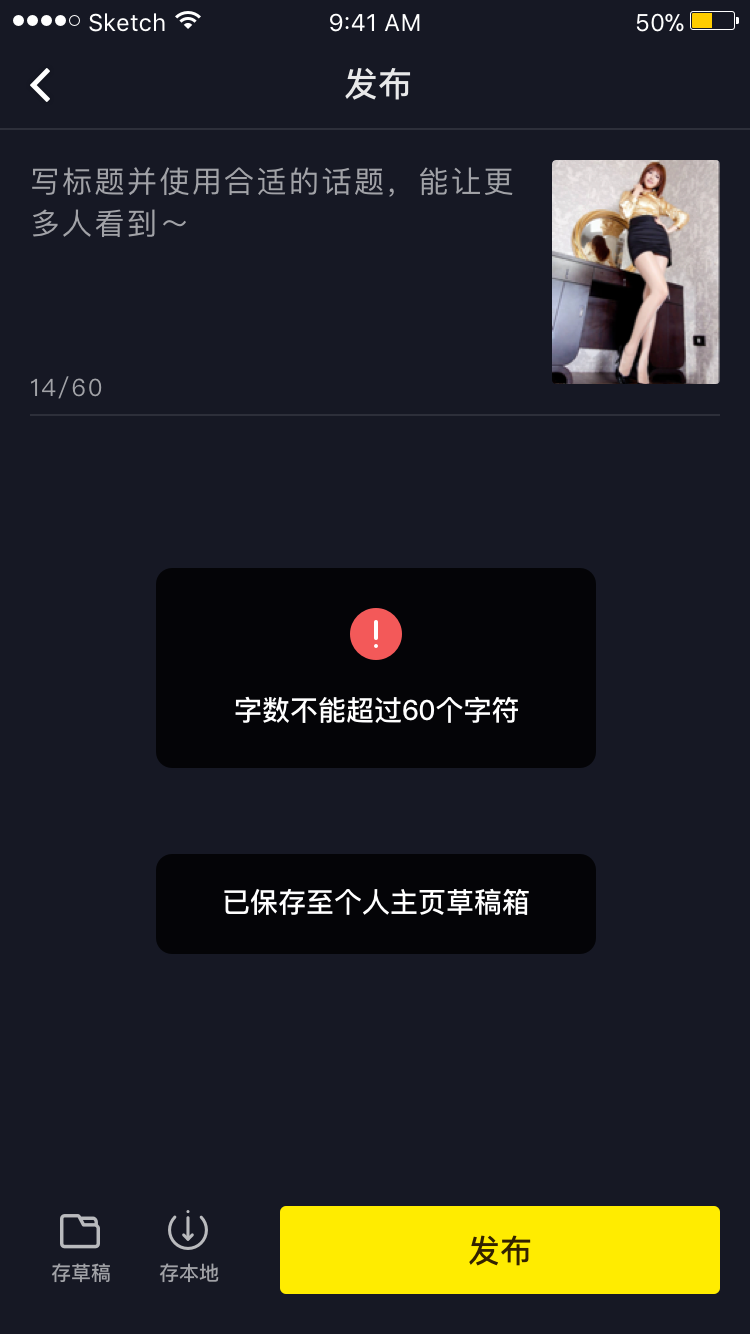 Sketch 9:41 AM 50%
发布
写标题并使用合适的话题，能让更
多人看到～
14/60
字数不能超过60个字符
已保存至个人主页草稿箱
存草稿 存本地 发布